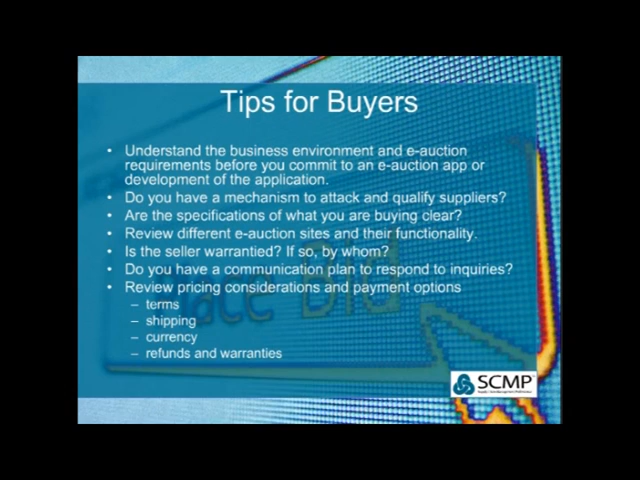 Tips for Buyers
• Understand the business environment and e-auction
requirements before you commit to an e-auction app or
development of the application.
• Do you have a mechanism to attack and qualify suppliers?
• Are the specifications of what you are buying clear?
• Review different e-auction sites and their functionality.
• Is the seller warrantied? If so, by whom?
• Do you have a communication plan to respond to inquiries?
• Review pricing considerations and payment options
– terms
– shipping
– currency
– refunds and warranties
Place Bid
SCMP